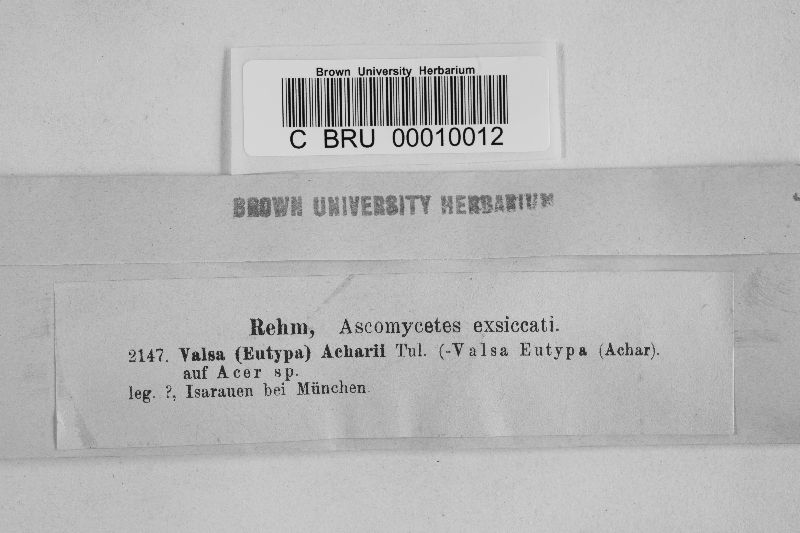 Brown University Herbarium
C BRU 00010012
BROWN UNIVERSITY HERBARIUM
Rehm, Ascomycetes exsiccati.
2147. Valsa (Eutypa) Acharii Tul. (-Valsa Eutypa (Achar).
auf Acer sp.
leg. ?, Isarauen bei München.